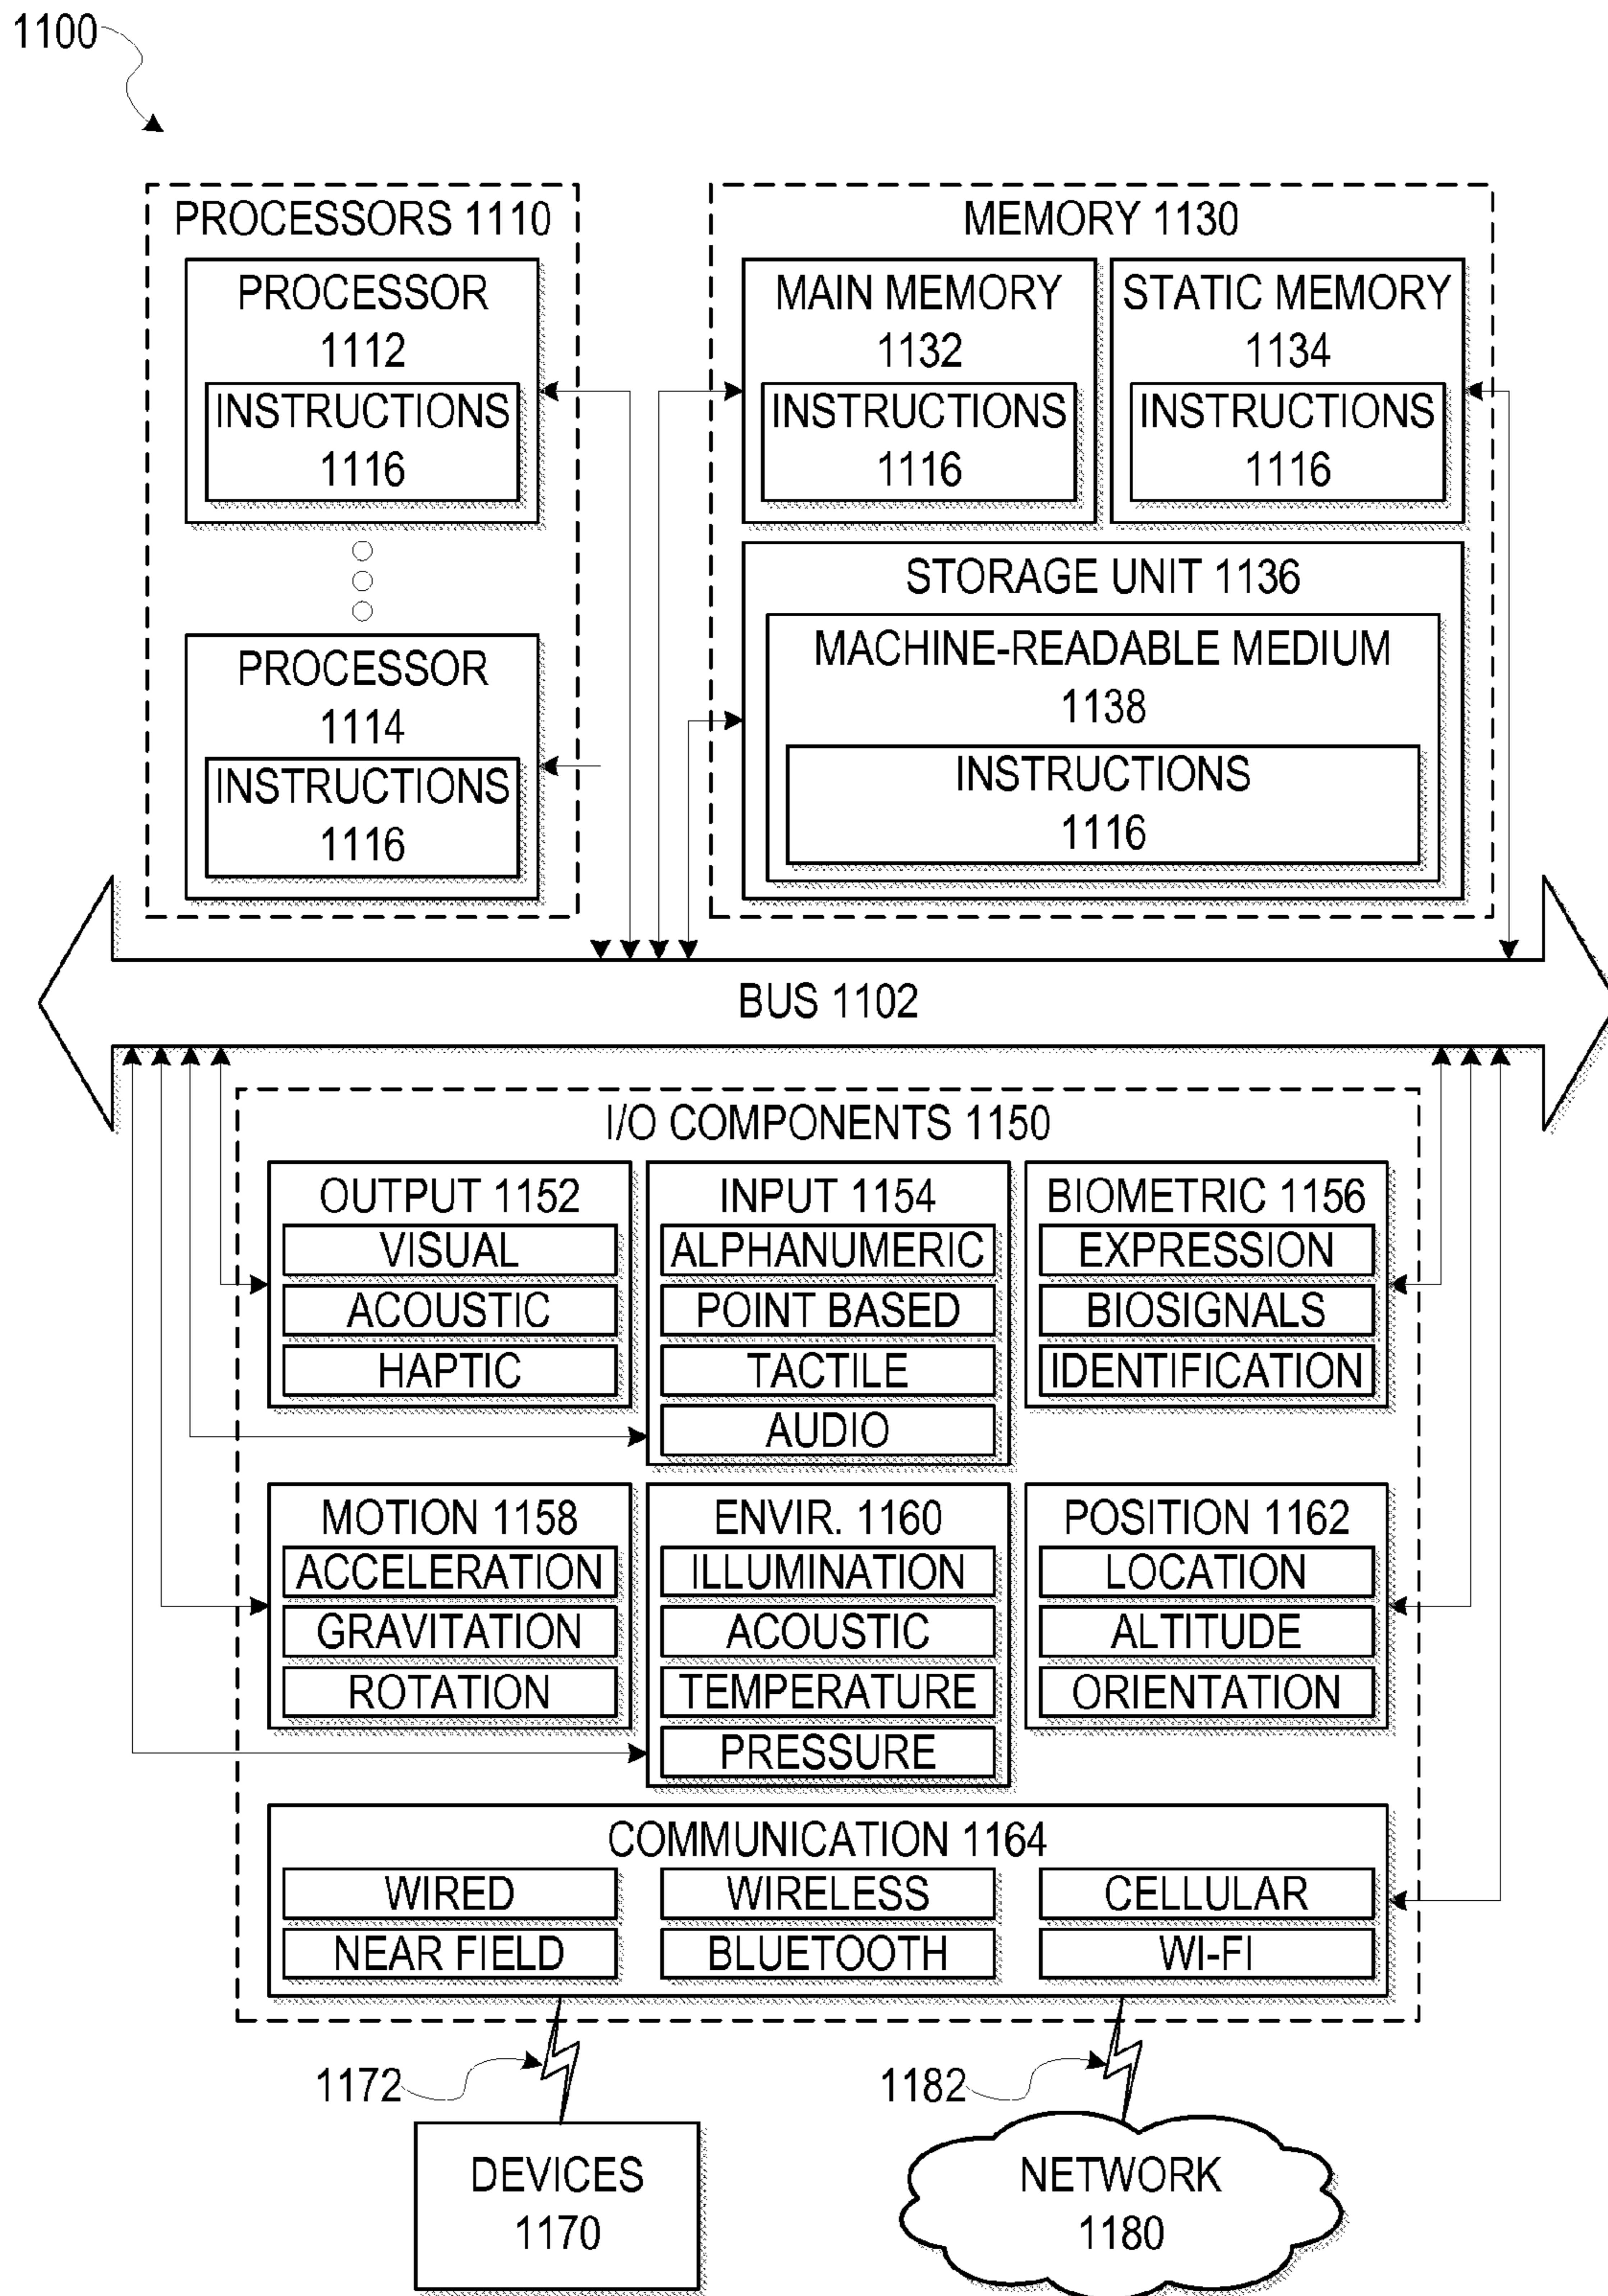 1100
PROCESSORS 1110
PROCESSOR
1112
INSTRUCTIONS
1116
PROCESSOR
1114
INSTRUCTIONS
1116
MEMORY 1130
MAIN MEMORY
1132
INSTRUCTIONS
1116
STATIC MEMORY
1134
INSTRUCTIONS
1116
STORAGE UNIT 1136
MACHINE-READABLE MEDIUM
1138
INSTRUCTIONS
1116
BUS 1102
I/O COMPONENTS 1150
OUTPUT 1152
VISUAL
ACOUSTIC
HAPTIC
INPUT 1154
ALPHANUMERIC
POINT BASED
TACTILE
AUDIO
BIOMETRIC 1156
EXPRESSION
BIOSIGNALS
IDENTIFICATION
MOTION 1158
ACCELERATION
GRAVITATION
ROTATION
ENVIR. 1160
ILLUMINATION
ACOUSTIC
TEMPERATURE
PRESSURE
POSITION 1162
LOCATION
ALTITUDE
ORIENTATION
COMMUNICATION 1164
WIRED
WIRELESS
CELLULAR
NEAR FIELD
BLUETOOTH
WI-FI
1172
1182
DEVICES
1170
NETWORK
1180